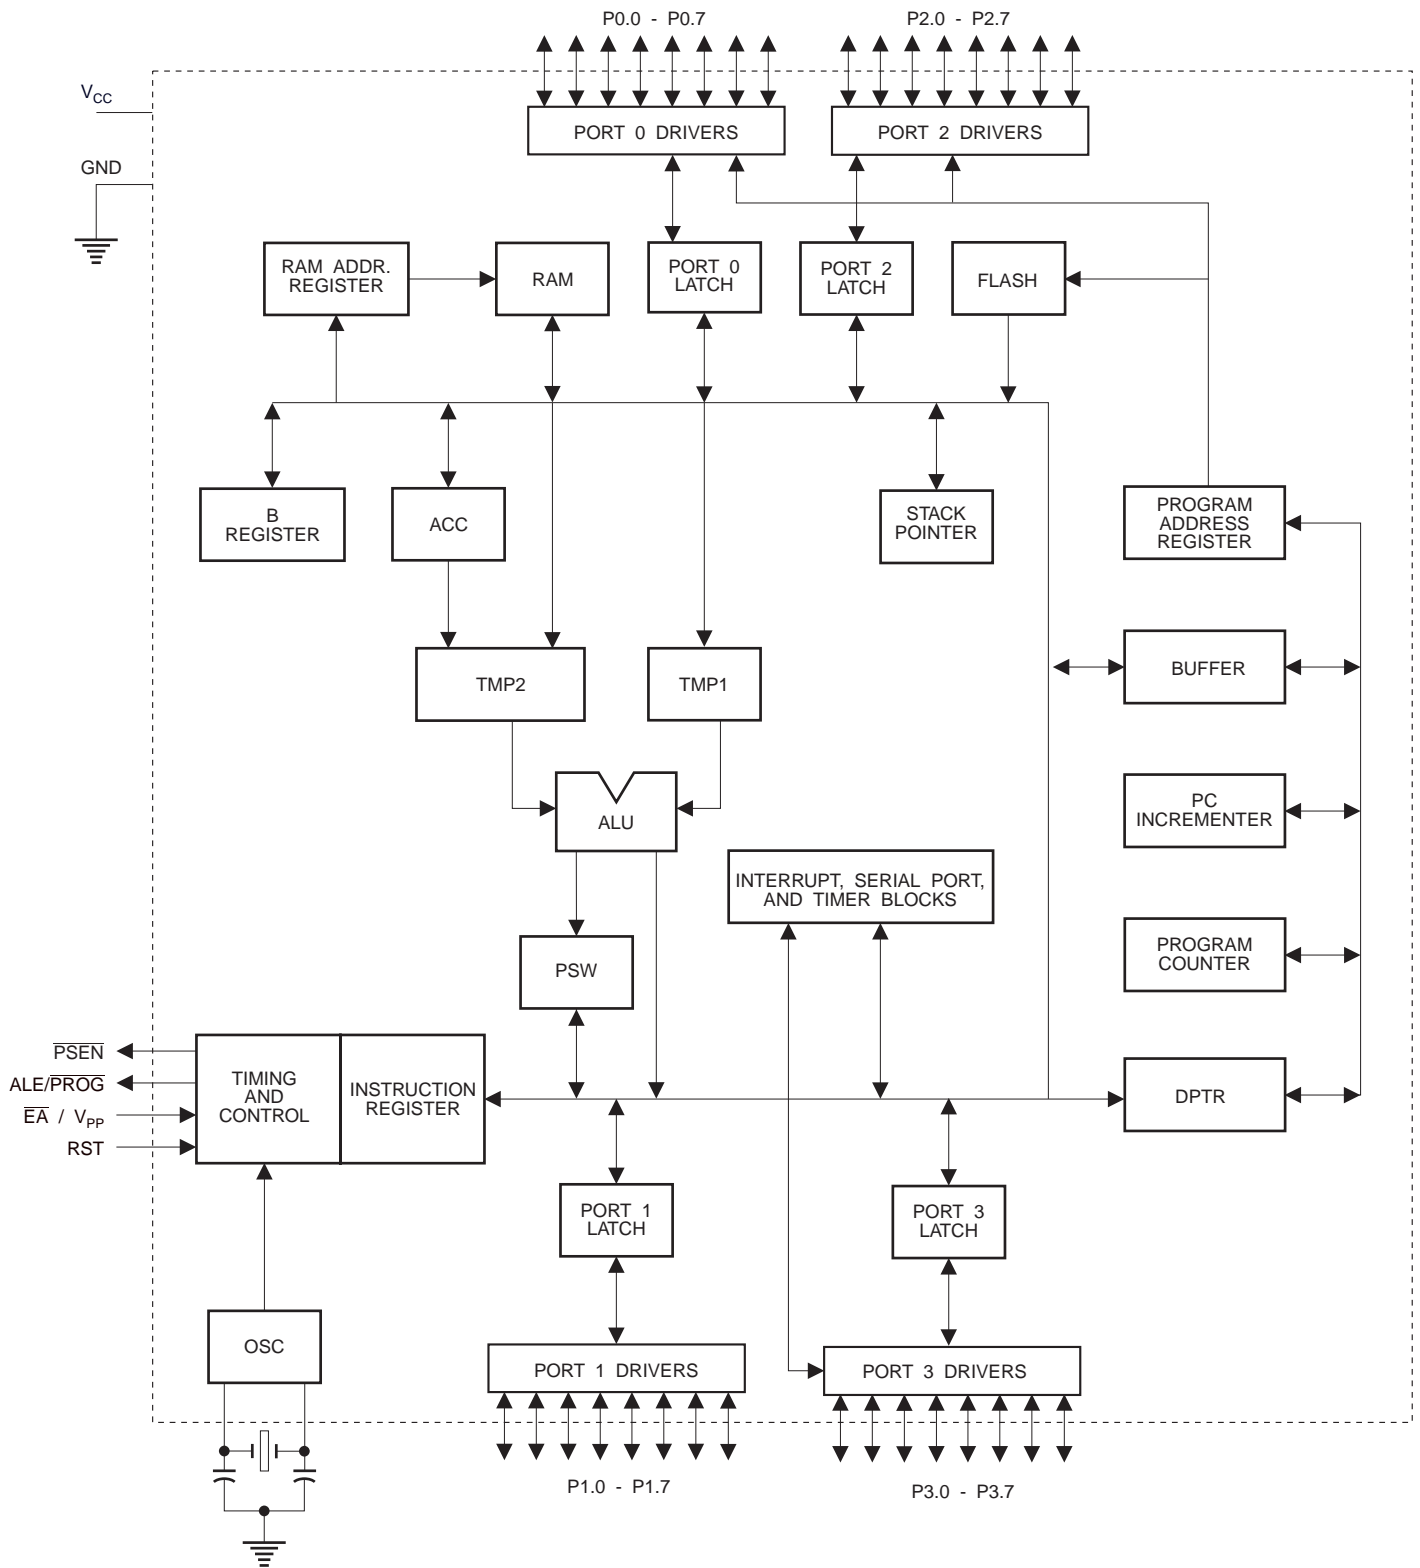 P0.0 - P0.7
P2.0 - P2.7
VCC
PORT 0 DRIVERS
PORT 2 DRIVERS
GND
RAM ADDR.
REGISTER
RAM
PORT 0
LATCH
PORT 2
LATCH
FLASH
B
REGISTER
ACC
STACK
POINTER
PROGRAM
ADDRESS
REGISTER
BUFFER
TMP2
TMP1
PC
INCREMENTER
ALU
INTERRUPT, SERIAL PORT,
AND TIMER BLOCKS
PROGRAM
COUNTER
PSW
P̅S̅E̅N̅
ALE/P̅R̅O̅G̅
E̅A̅ / VPP
RST
TIMING
AND
CONTROL
INSTRUCTION
REGISTER
DPTR
PORT 1
LATCH
PORT 3
LATCH
OSC
PORT 1 DRIVERS
PORT 3 DRIVERS
P1.0 - P1.7
P3.0 - P3.7